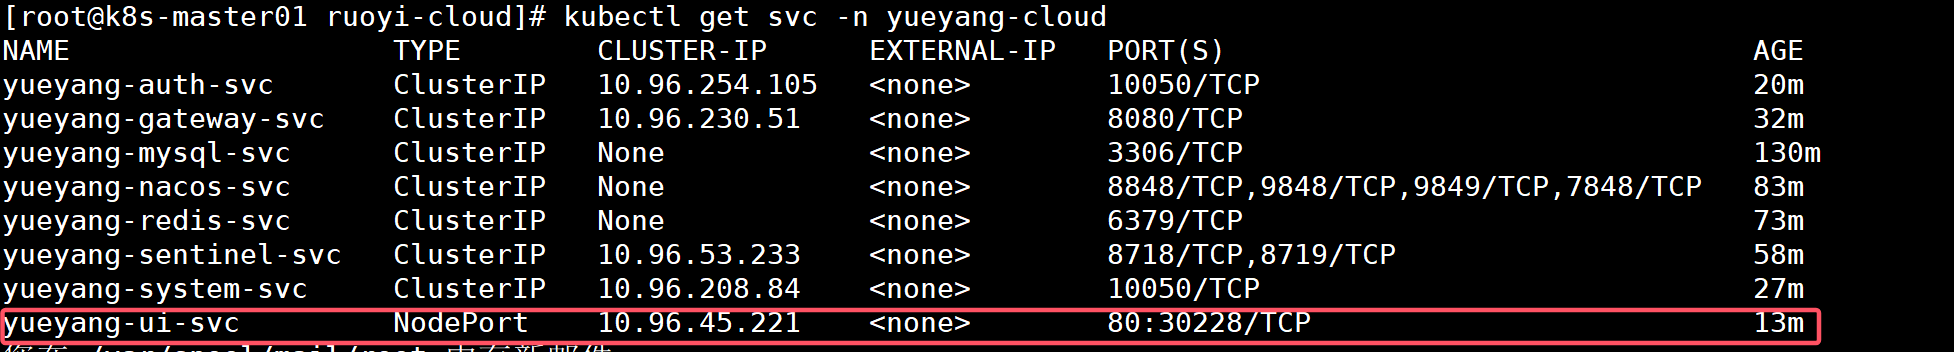 [root@k8s-master01 ruoyi-cloud]# kubectl get svc -n yueyang-cloud
NAME TYPE CLUSTER-IP EXTERNAL-IP PORT(S) AGE
yueyang-auth-svc ClusterIP 10.96.254.105 <none> 10050/TCP 20m
yueyang-gateway-svc ClusterIP 10.96.230.51 <none> 8080/TCP 32m
yueyang-mysql-svc ClusterIP None <none> 3306/TCP 130m
yueyang-nacos-svc ClusterIP None <none> 8848/TCP,9848/TCP,9849/TCP,7848/TCP 83m
yueyang-redis-svc ClusterIP None <none> 6379/TCP 73m
yueyang-sentinel-svc ClusterIP 10.96.53.233 <none> 8718/TCP,8719/TCP 58m
yueyang-system-svc ClusterIP 10.96.208.84 <none> 10050/TCP 27m
yueyang-ui-svc NodePort 10.96.45.221 <none> 80:30228/TCP 13m